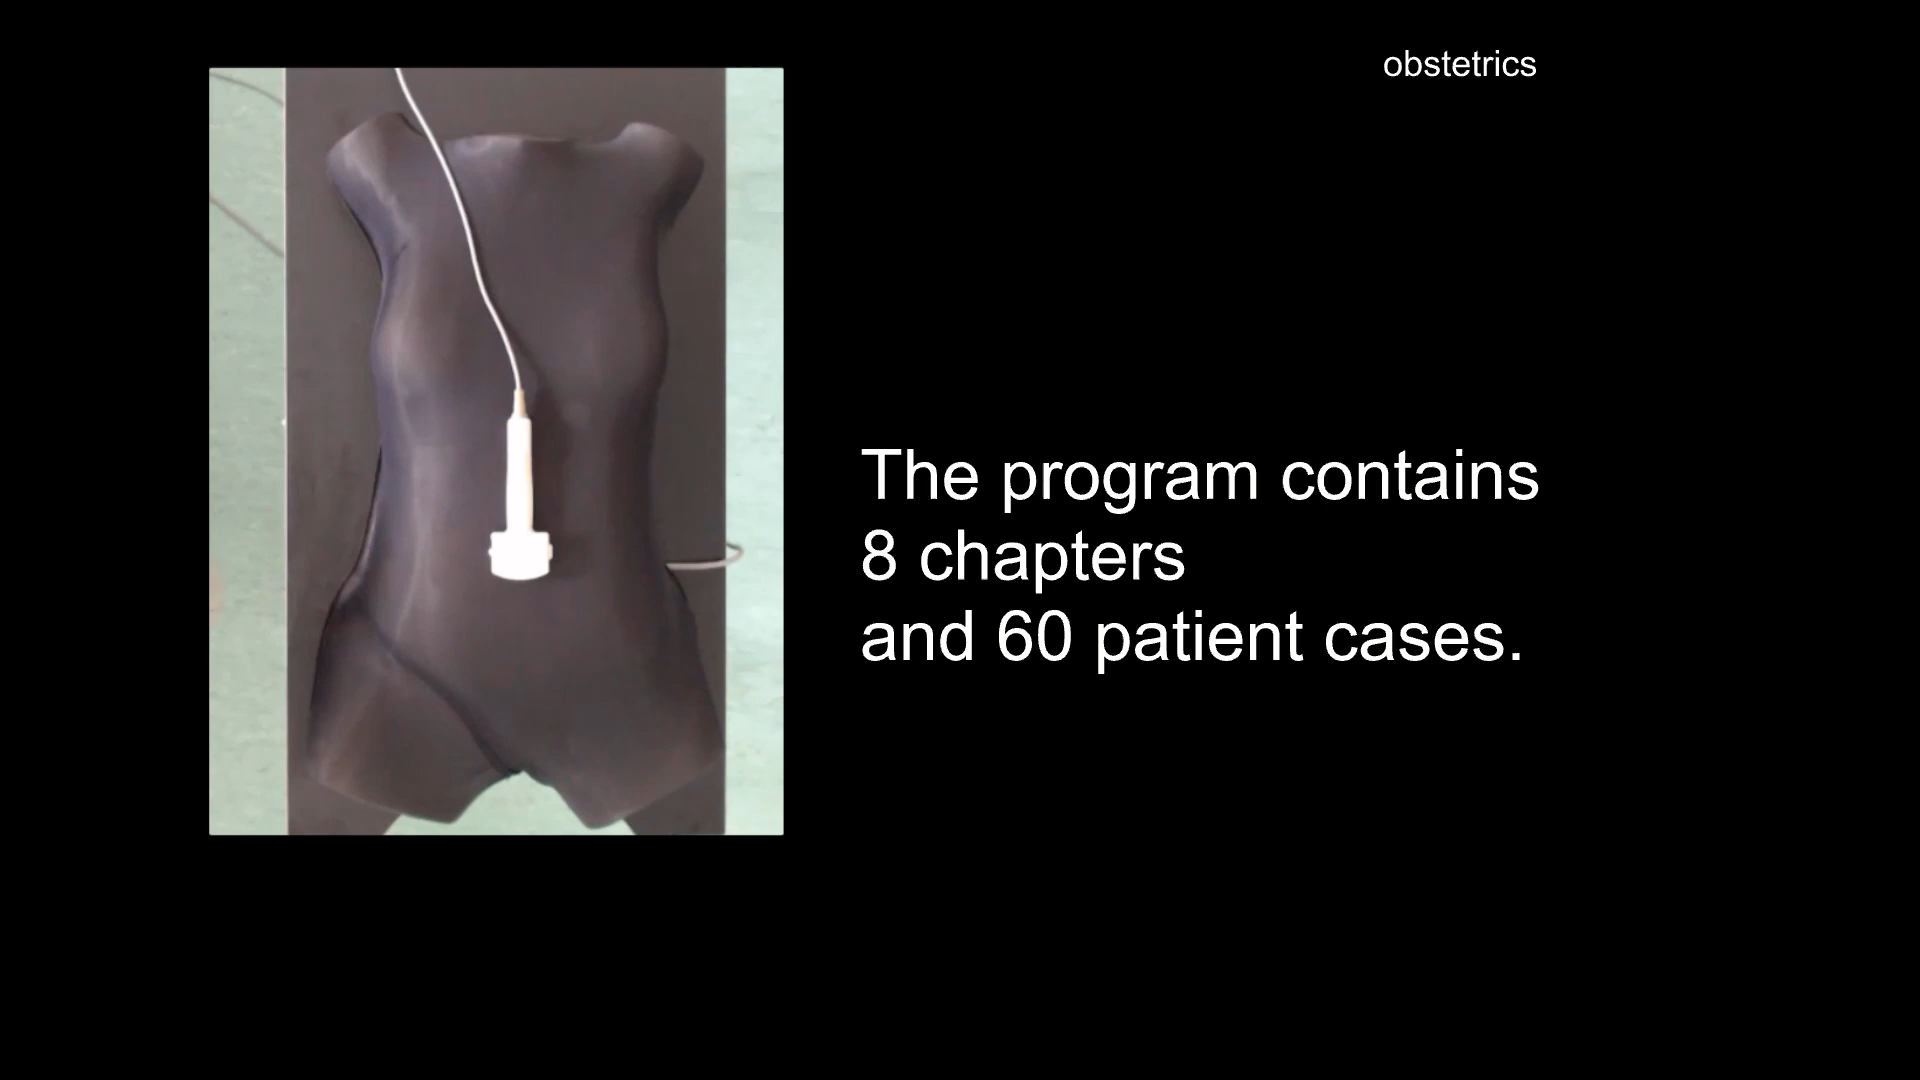 obstetrics
The program contains
8 chapters
and 60 patient cases.